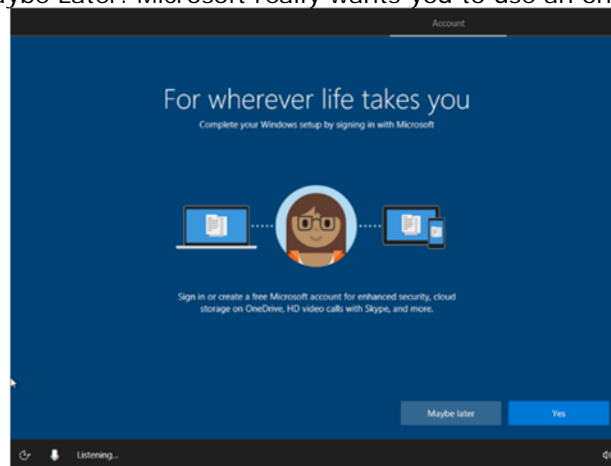 ybe Later! Microsoft really wants you to use an on
Account
For wherever life takes you
Complete your Windows setup by signing in with Microsoft
Sign in or create a free Microsoft account for enhanced security, cloud
storage on OneDrive, HD video calls with Skype, and more.
Maybe later
Yes
Listening...